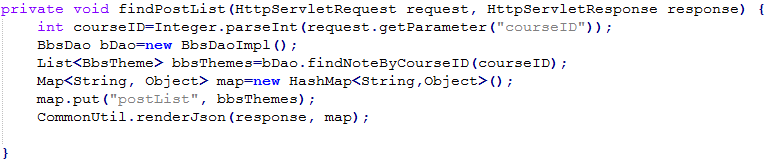 private void findPostList(HttpServletRequest request, HttpServletResponse response) {
int courseID=Integer.parseInt(request.getParameter("courseID"));
BbsDao bDao=new BbsDaoImpl();
List<BbsTheme> bbsThemes=bDao.findNoteByCourseID(courseID);
Map<String, Object> map=new HashMap<String,Object>();
map.put("postList", bbsThemes);
CommonUtil.renderJson(response, map);
}